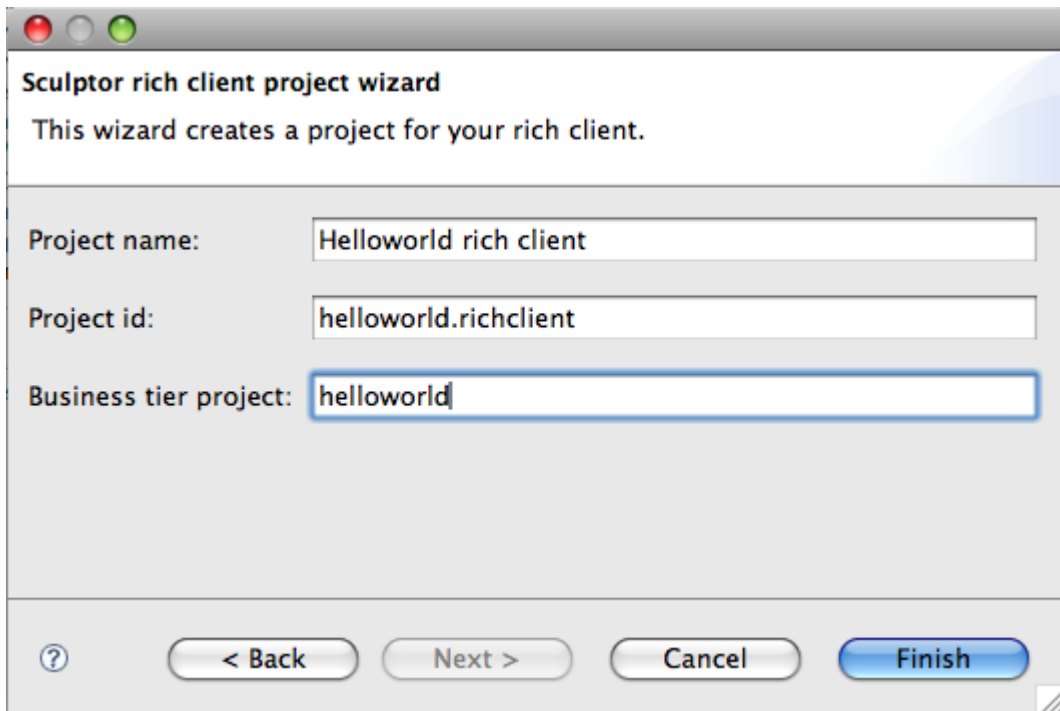 Sculptor rich client project wizard
This wizard creates a project for your rich client.
Project name: Helloworld rich client
Project id: helloworld.richclient
Business tier project: helloworld
? < Back Next > Cancel Finish